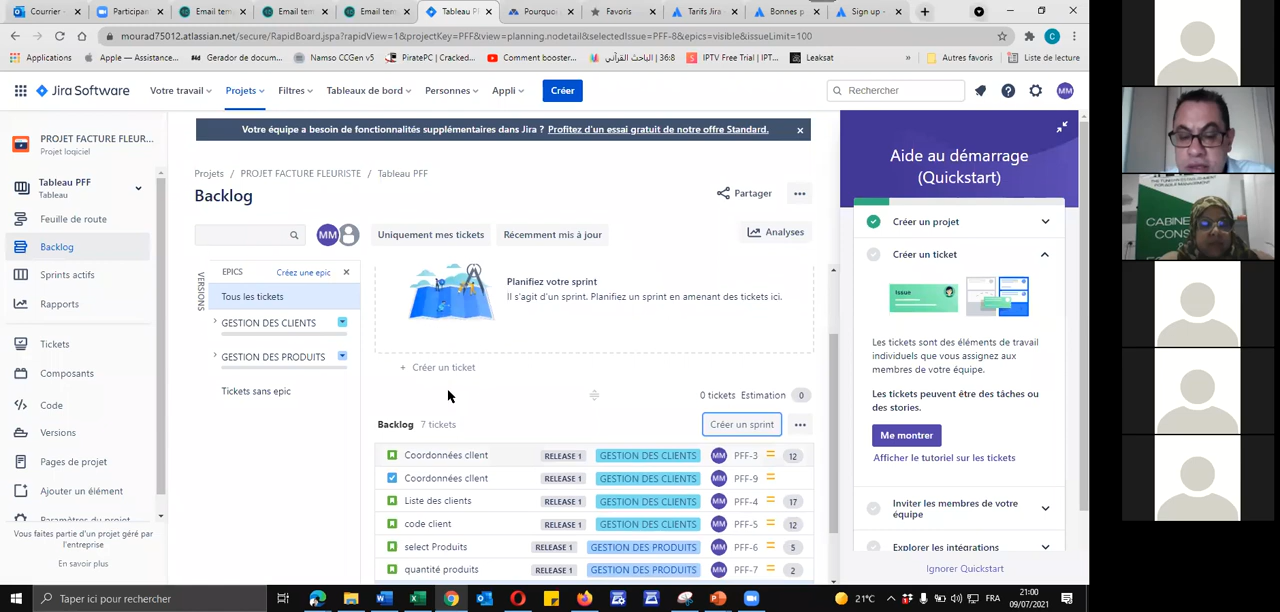 Courrier -
Participant
Email tem
Email tem
Email tem
Tableau PF
Pourquoi
Favoris
Tarifs Jira
Bonnes p
Sign up -
mourad75012.atlassian.net/secure/RapidBoard.jspa?rapidView=1&projectKey=PFF&view=planning.nodetail&selectedIssue=PFF-8&epics=visible&issueLimit=100
Applications
Apple — Assistance...
Gerador de docum...
Namso CCGen v5
PiratePC | Cracked...
Comment booster...
36:8 | الباحث القرآني
IPTV Free Trial | IPT...
Leaksat
»
Autres favoris
Liste de lecture
Jira Software
Votre travail
Projets
Filtres
Tableaux de bord
Personnes
Appli
Créer
Rechercher
MM
PROJET FACTURE FLEUR...
Projet logiciel
Tableau PFF
Tableau
Feuille de route
Backlog
Sprints actifs
Rapports
Tickets
Composants
Code
Versions
Pages de projet
Ajouter un élément
Paramètres du projet
Vous faites partie d'un projet géré par
l'entreprise
En savoir plus
Votre équipe a besoin de fonctionnalités supplémentaires dans Jira ? Profitez d'un essai gratuit de notre offre Standard.
Projets / PROJET FACTURE FLEURISTE / Tableau PFF
Backlog
Partager
MM
Uniquement mes tickets
Récemment mis à jour
Analyses
VERSIONS
EPICS
Créez une epic
Tous les tickets
GESTION DES CLIENTS
GESTION DES PRODUITS
Tickets sans epic
Planifiez votre sprint
Il s'agit d'un sprint. Planifiez un sprint en amenant des tickets ici.
+ Créer un ticket
0 tickets Estimation 0
Backlog 7 tickets
Créer un sprint
Coordonnées cllent RELEASE 1 GESTION DES CLIENTS MM PFF-3 12
Coordonnées cllent RELEASE 1 GESTION DES CLIENTS MM PFF-9
Liste des clients RELEASE 1 GESTION DES CLIENTS MM PFF-4 17
code client RELEASE 1 GESTION DES CLIENTS MM PFF-5 12
select Produits RELEASE 1 GESTION DES PRODUITS MM PFF-6 5
quantité produits RELEASE 1 GESTION DES PRODUITS MM PFF-7 2
Aide au démarrage
(Quickstart)
Créer un projet
Créer un ticket
Issue
Les tickets sont des éléments de travail
individuels que vous assignez aux
membres de votre équipe.
Les tickets peuvent être des tâches ou
des stories.
Me montrer
Afficher le tutoriel sur les tickets
Inviter les membres de votre
équipe
Explorer les intégrations
Ignorer Quickstart
CABINE
CONS
Taper ici pour rechercher
21°C
FRA
21:00
09/07/2021